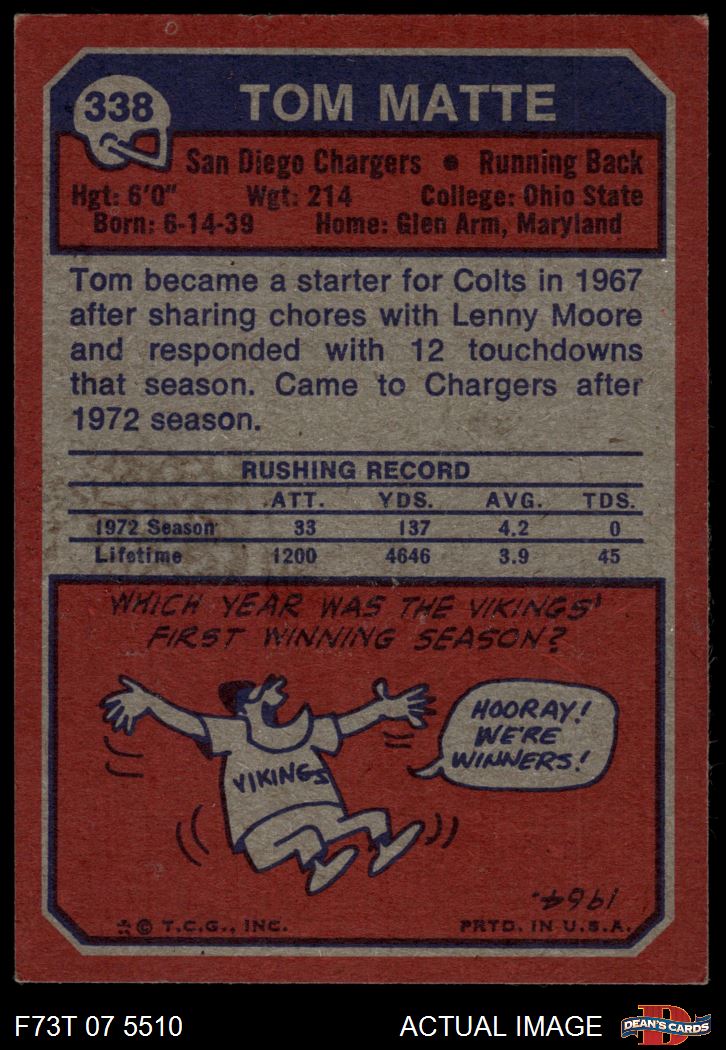 338
TOM MATTE
San Diego Chargers • Running Back
Hgt: 6'0" Wgt: 214 College: Ohio State
Born: 6-14-39 Home: Glen Arm, Maryland
Tom became a starter for Colts in 1967
after sharing chores with Lenny Moore
and responded with 12 touchdowns
that season. Came to Chargers after
1972 season.
RUSHING RECORD
ATT. YDS. AVG. TDS.
1972 Season 33 137 4.2 0
Lifetime 1200 4646 3.9 45
WHICH YEAR WAS THE VIKINGS'
FIRST WINNING SEASON?
HOORAY!
WE'RE
WINNERS!
VIKINGS
1964.
** © T.C.G., INC. PRTD. IN U.S.A.
F73T 07 5510 ACTUAL IMAGE
D
DEAN'S CARDS